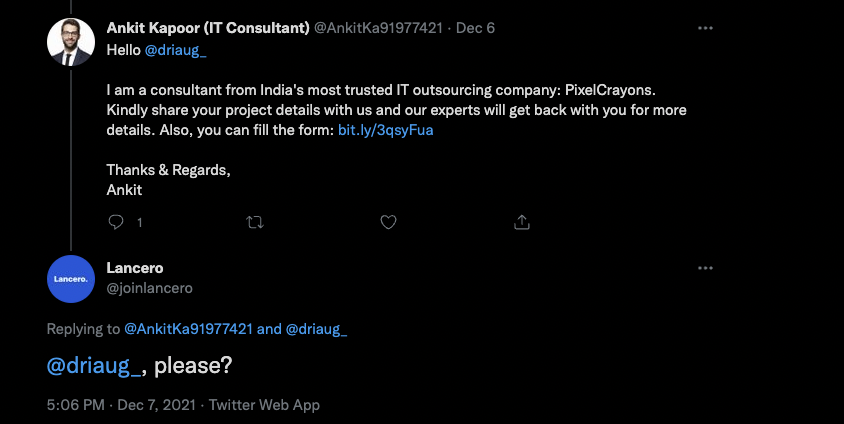 Ankit Kapoor (IT Consultant) @AnkitKa91977421 · Dec 6
Hello @driaug_
I am a consultant from India's most trusted IT outsourcing company: PixelCrayons.
Kindly share your project details with us and our experts will get back with you for more
details. Also, you can fill the form: bit.ly/3qsyFua
Thanks & Regards,
Ankit
1
Lancero.
Lancero
@joinlancero
Replying to @AnkitKa91977421 and @driaug_
@driaug_, please?
5:06 PM · Dec 7, 2021 · Twitter Web App